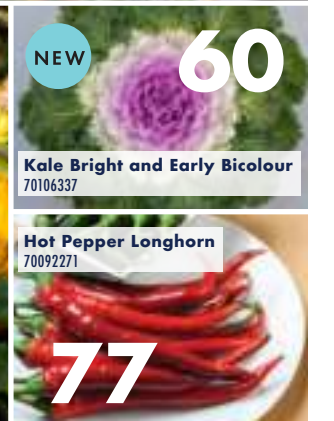 NEW
60
Kale Bright and Early Bicolour
70106337
Hot Pepper Longhorn
70092271
77